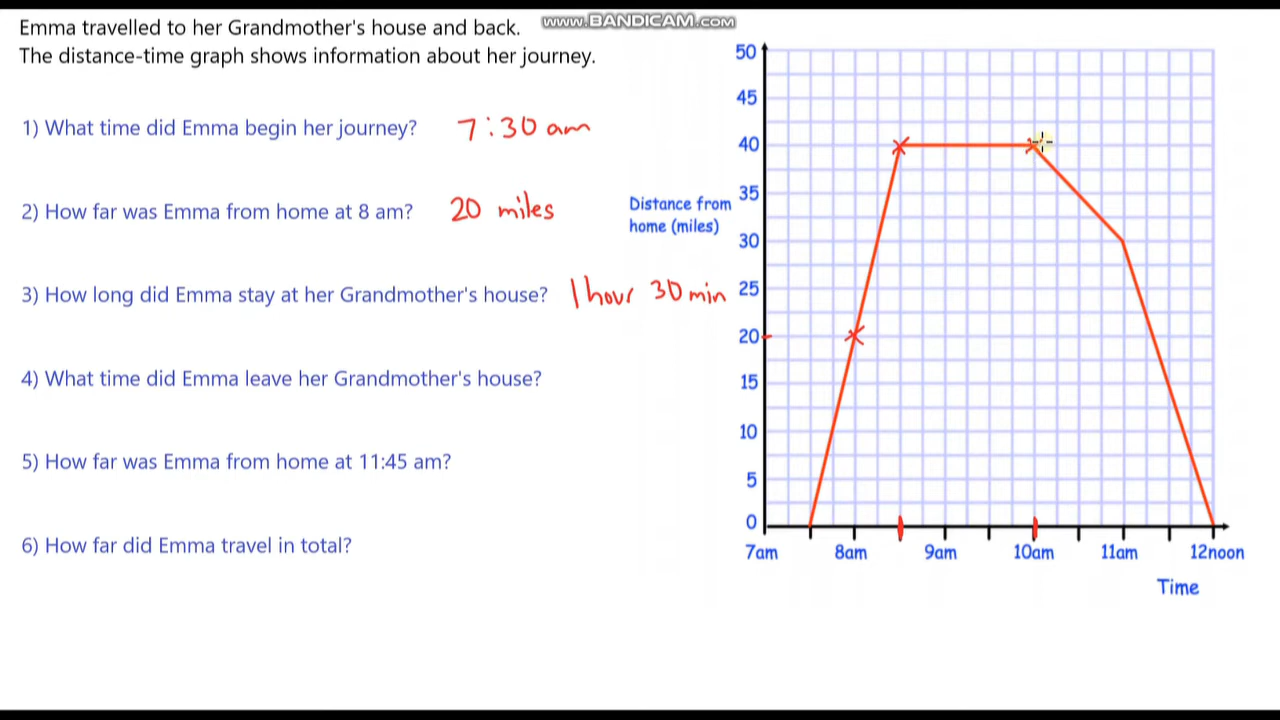 Emma travelled to her Grandmother's house and back.
www.BANDICAM.com
The distance-time graph shows information about her journey.
1) What time did Emma begin her journey? 7:30 am
2) How far was Emma from home at 8 am? 20 miles
3) How long did Emma stay at her Grandmother's house? 1 hour 30 min
4) What time did Emma leave her Grandmother's house?
5) How far was Emma from home at 11:45 am?
6) How far did Emma travel in total?
Distance from
home (miles)
50
45
40
35
30
25
20
15
10
5
0
7am 8am 9am 10am 11am 12noon
Time